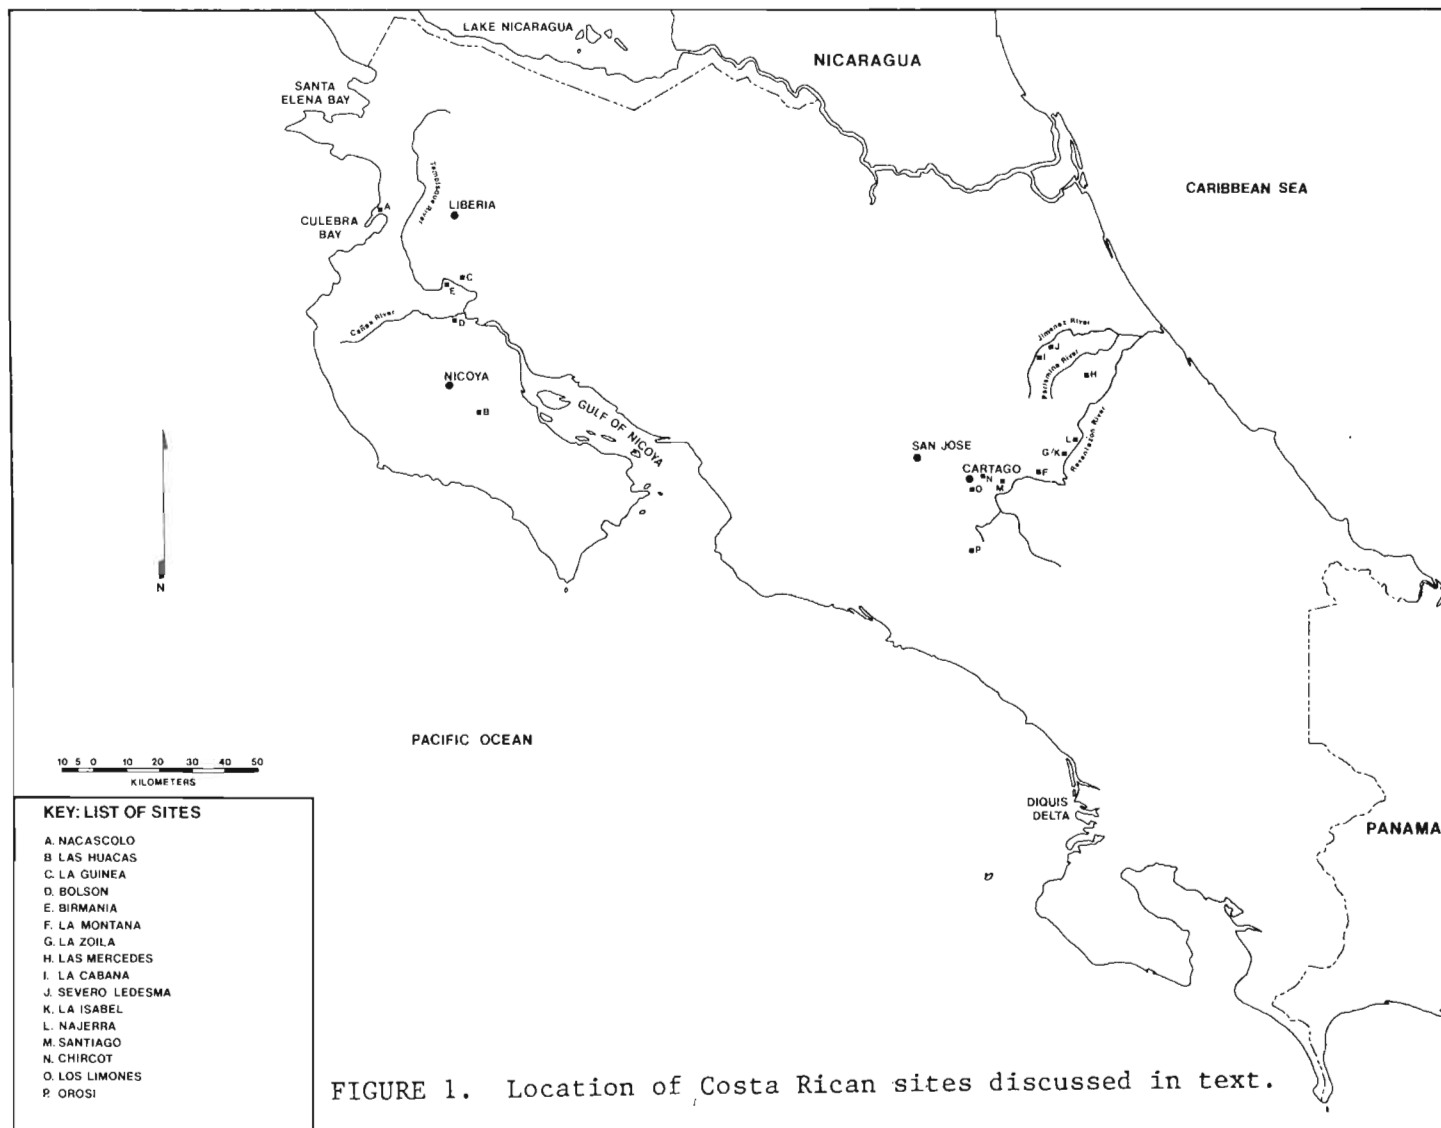 LAKE NICARAGUA
NICARAGUA
SANTA
ELENA BAY
Tempisque River
CARIBBEAN SEA
A
LIBERIA
CULEBRA
BAY
C
E
Cañas River
D
Jimenez River
J
I
Parismina River
H
NICOYA
B
GULF OF NICOYA
Reventazon River
L
SAN JOSE
G/K
CARTAGO
F
N
M
O
P
N
PACIFIC OCEAN
10 5 0 10 20 30 40 50
KILOMETERS
DIQUIS
DELTA
PANAMA
KEY: LIST OF SITES
A. NACASCOLO
B LAS HUACAS
C. LA GUINEA
D. BOLSON
E. BIRMANIA
F. LA MONTANA
G. LA ZOILA
H. LAS MERCEDES
I. LA CABANA
J. SEVERO LEDESMA
K. LA ISABEL
L. NAJERRA
M. SANTIAGO
N. CHIRCOT
O. LOS LIMONES
P. OROSI
FIGURE 1. Location of Costa Rican sites discussed in text.